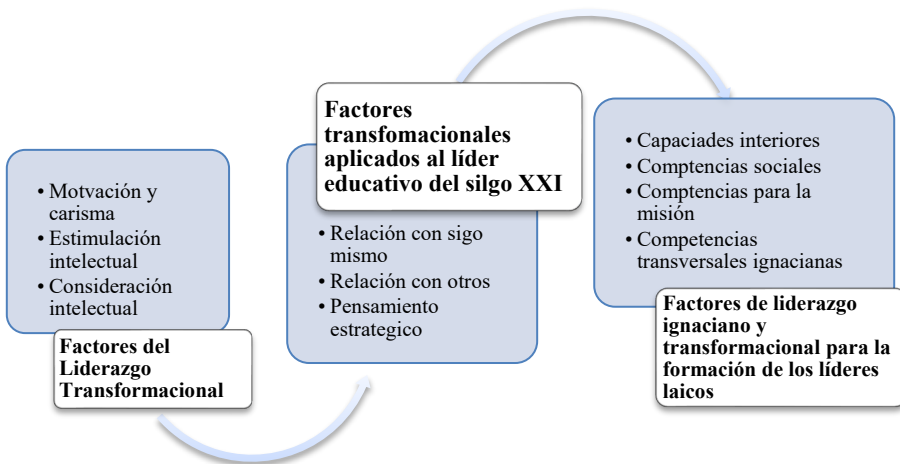 • Motvación y
carisma
• Estimulación
intelectual
• Consideración
intelectual
Factores del
Liderazgo
Transformacional
Factores
transfomacionales
aplicados al líder
educativo del silgo XXI
• Relación con sigo
mismo
• Relación con otros
• Pensamiento
estrategico
• Capaciades interiores
• Comptencias sociales
• Comptencias para la
misión
• Competencias
transversales ignacianas
Factores de liderazgo
ignaciano y
transformacional para la
formación de los líderes
laicos